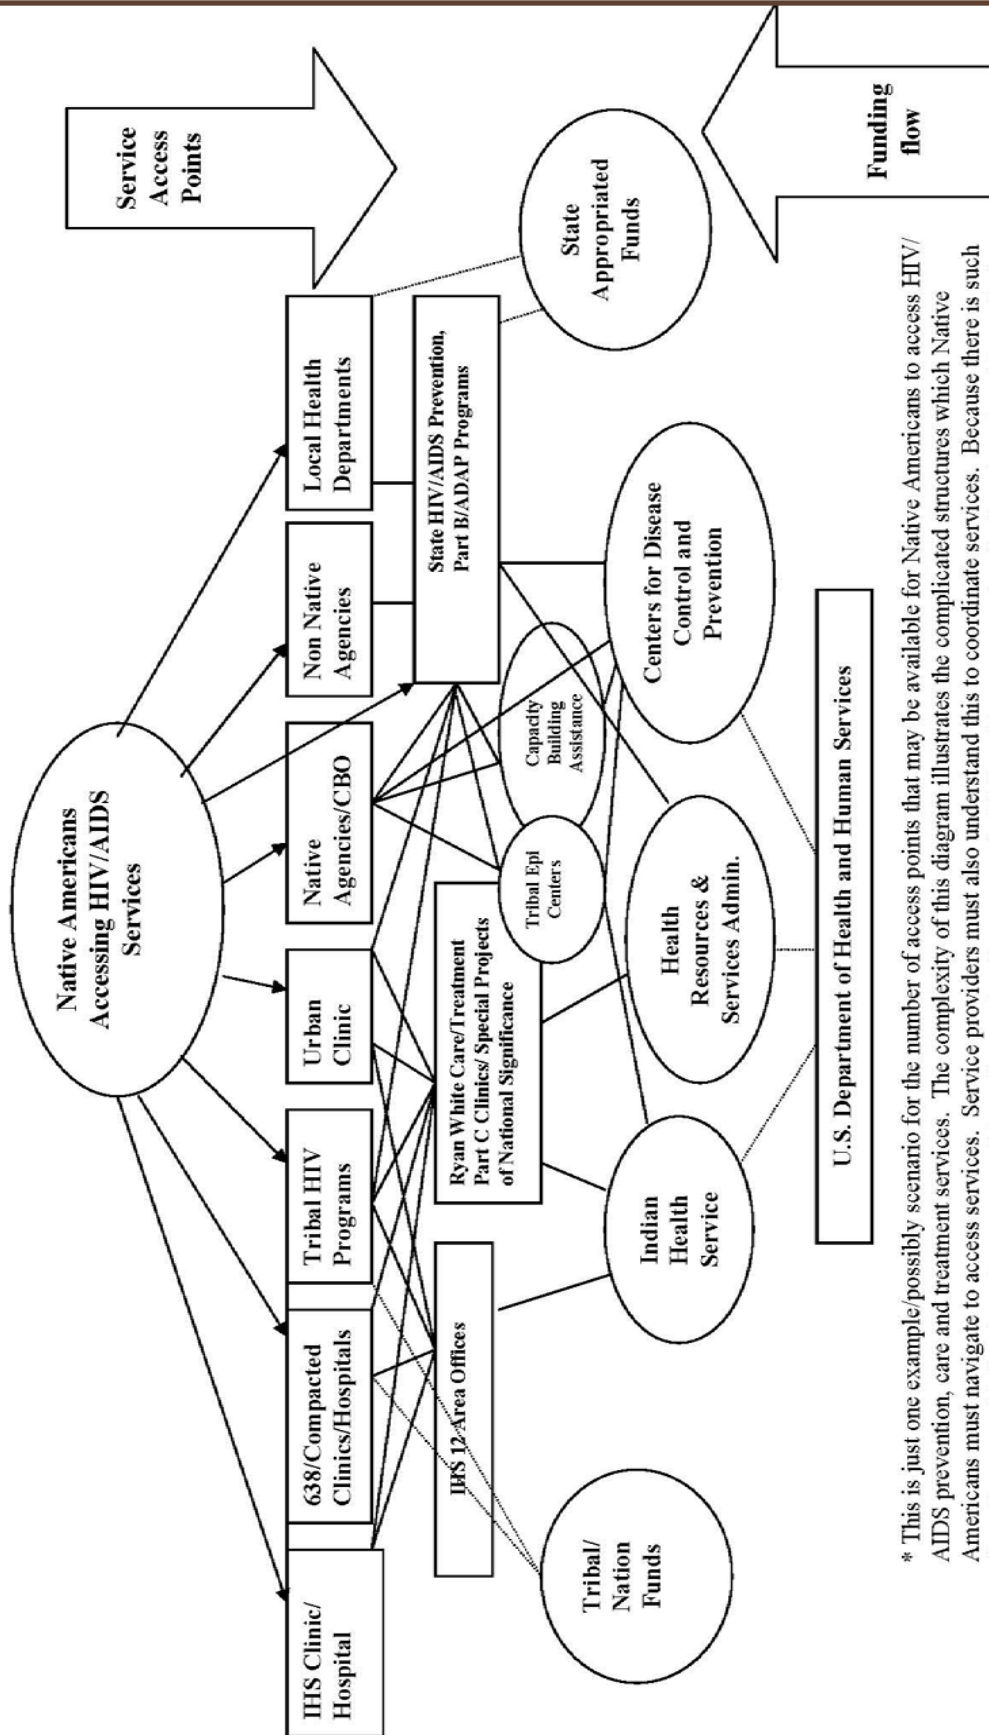 Native Americans
Accessing HIV/AIDS
Services
Service
Access
Points
IHS Clinic/
Hospital
638/Compacted
Clinics/Hospitals
Tribal HIV
Programs
Urban
Clinic
Native
Agencies/CBO
Non Native
Agencies
Local Health
Departments
IHS 12 Area Offices
Ryan White Care/Treatment
Part C Clinics/ Special Projects
of National Significance
State HIV/AIDS Prevention,
Part B/ADAP Programs
Tribal Epi
Centers
Capacity
Building
Assistance
Tribal/
Nation
Funds
Indian
Health
Service
Health
Resources &
Services Admin.
Centers for Disease
Control and
Prevention
State
Appropriated
Funds
U.S. Department of Health and Human Services
Funding
flow
* This is just one example/possibly scenario for the number of access points that may be available for Native Americans to access HIV/
AIDS prevention, care and treatment services. The complexity of this diagram illustrates the complicated structures which Native
Americans must navigate to access services. Service providers must also understand this to coordinate services. Because there is such